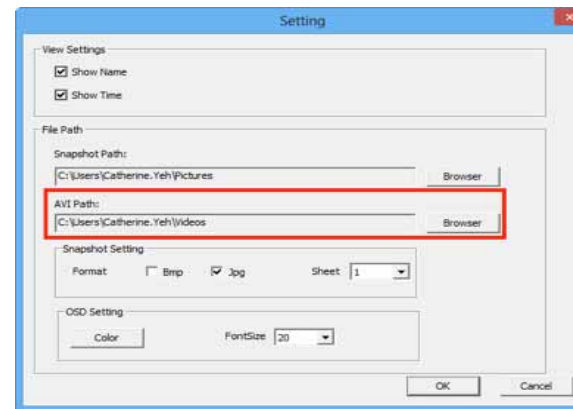 Setting
View Settings
Show Name
Show Time
File Path
Snapshot Path:
C:\Users\Catherine.Yeh\Pictures Browser
AVI Path:
C:\Users\Catherine.Yeh\Videos Browser
Snapshot Setting
Format Bmp Jpg Sheet 1
OSD Setting
Color FontSize 20
OK Cancel